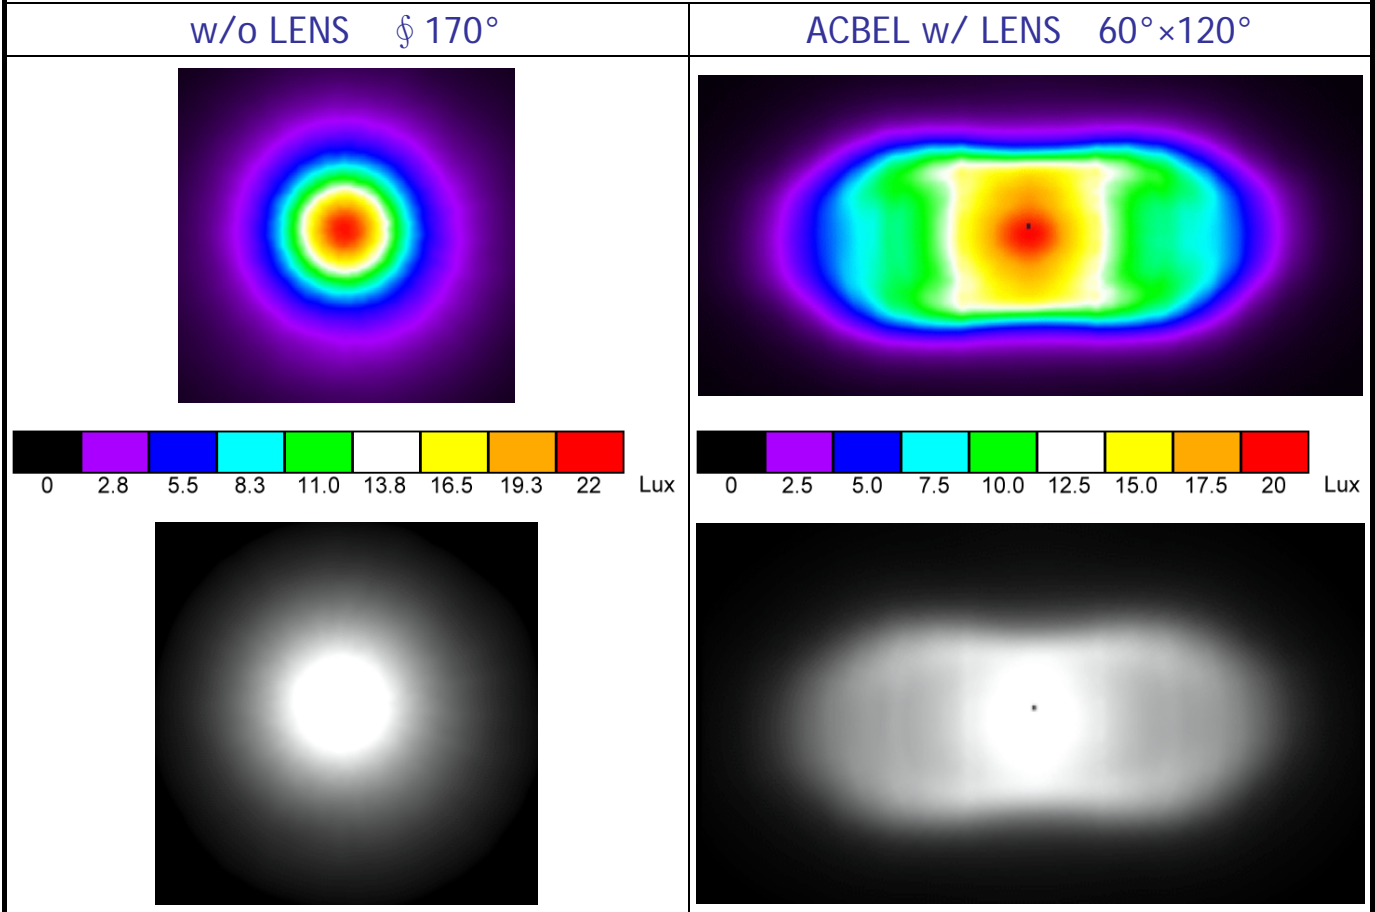 w/o LENS ∮ 170°
ACBEL w/ LENS 60°×120°
0 2.8 5.5 8.3 11.0 13.8 16.5 19.3 22 Lux
0 2.5 5.0 7.5 10.0 12.5 15.0 17.5 20 Lux